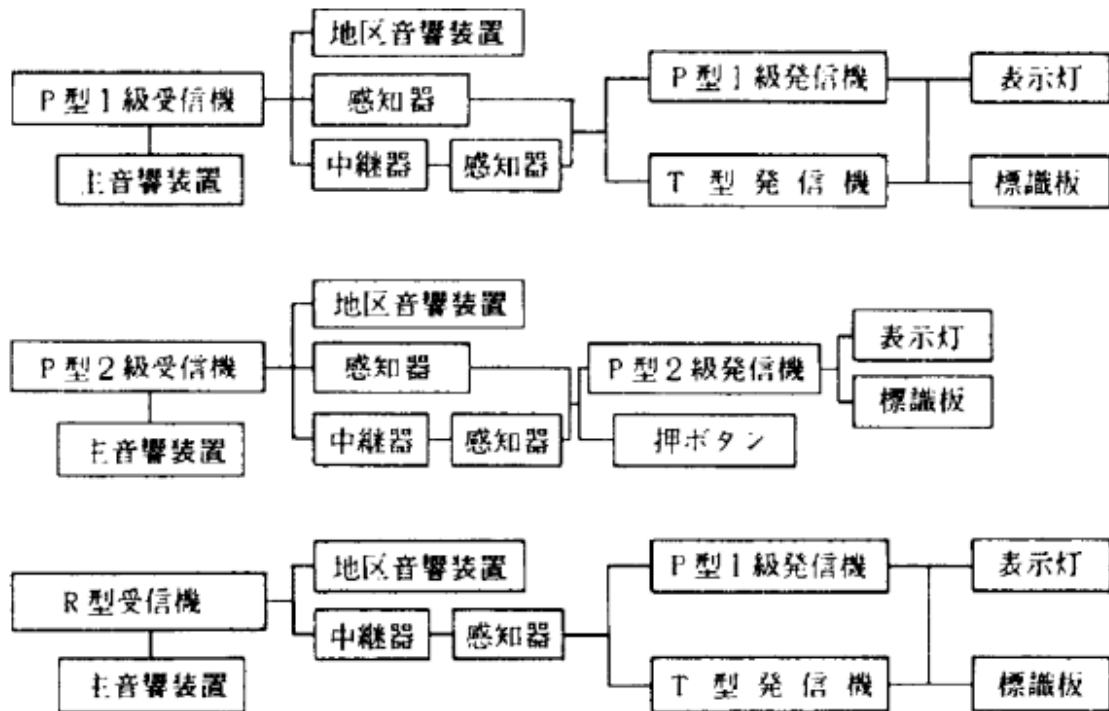 地区音響装置
P型1級受信機
感知器
P型1級発信機
表示灯
中継器
感知器
T型発信機
標識板
主音響装置
地区音響装置
P型2級受信機
感知器
P型2級発信機
表示灯
標識板
中継器
感知器
押ボタン
主音響装置
地区音響装置
P型1級発信機
表示灯
R型受信機
中継器
感知器
主音響装置
T型発信機
標識板